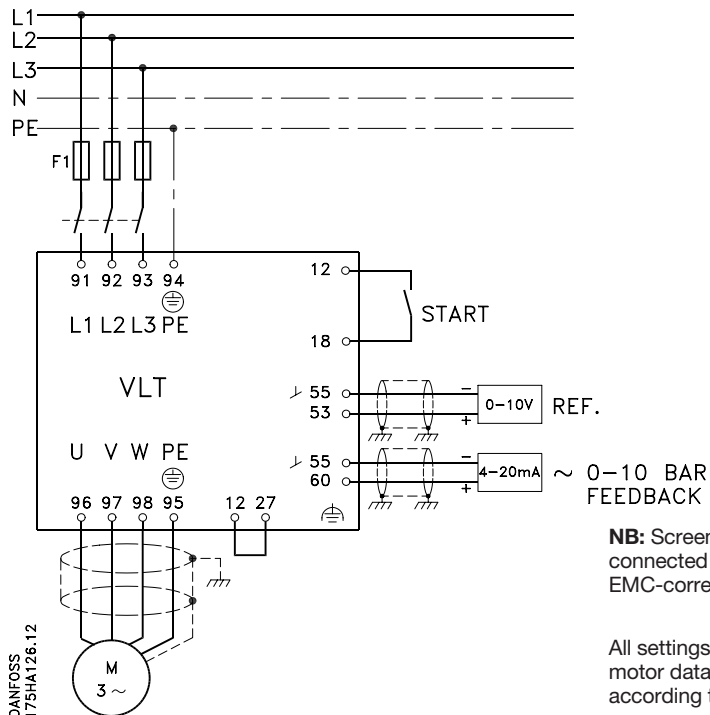 L1
L2
L3
N
PE
F1
91 92 93 94
L1 L2 L3 PE
12
START
18
VLT
55 − 0-10V REF.
53 +
U V W PE
55 − 4-20mA ~ 0-10 BAR
60 + FEEDBACK
96 97 98 95 12 27
NB: Screen
connected
EMC-corre
M
3 ~
All settings
motor data
according t
DANFOSS
175HA126.12